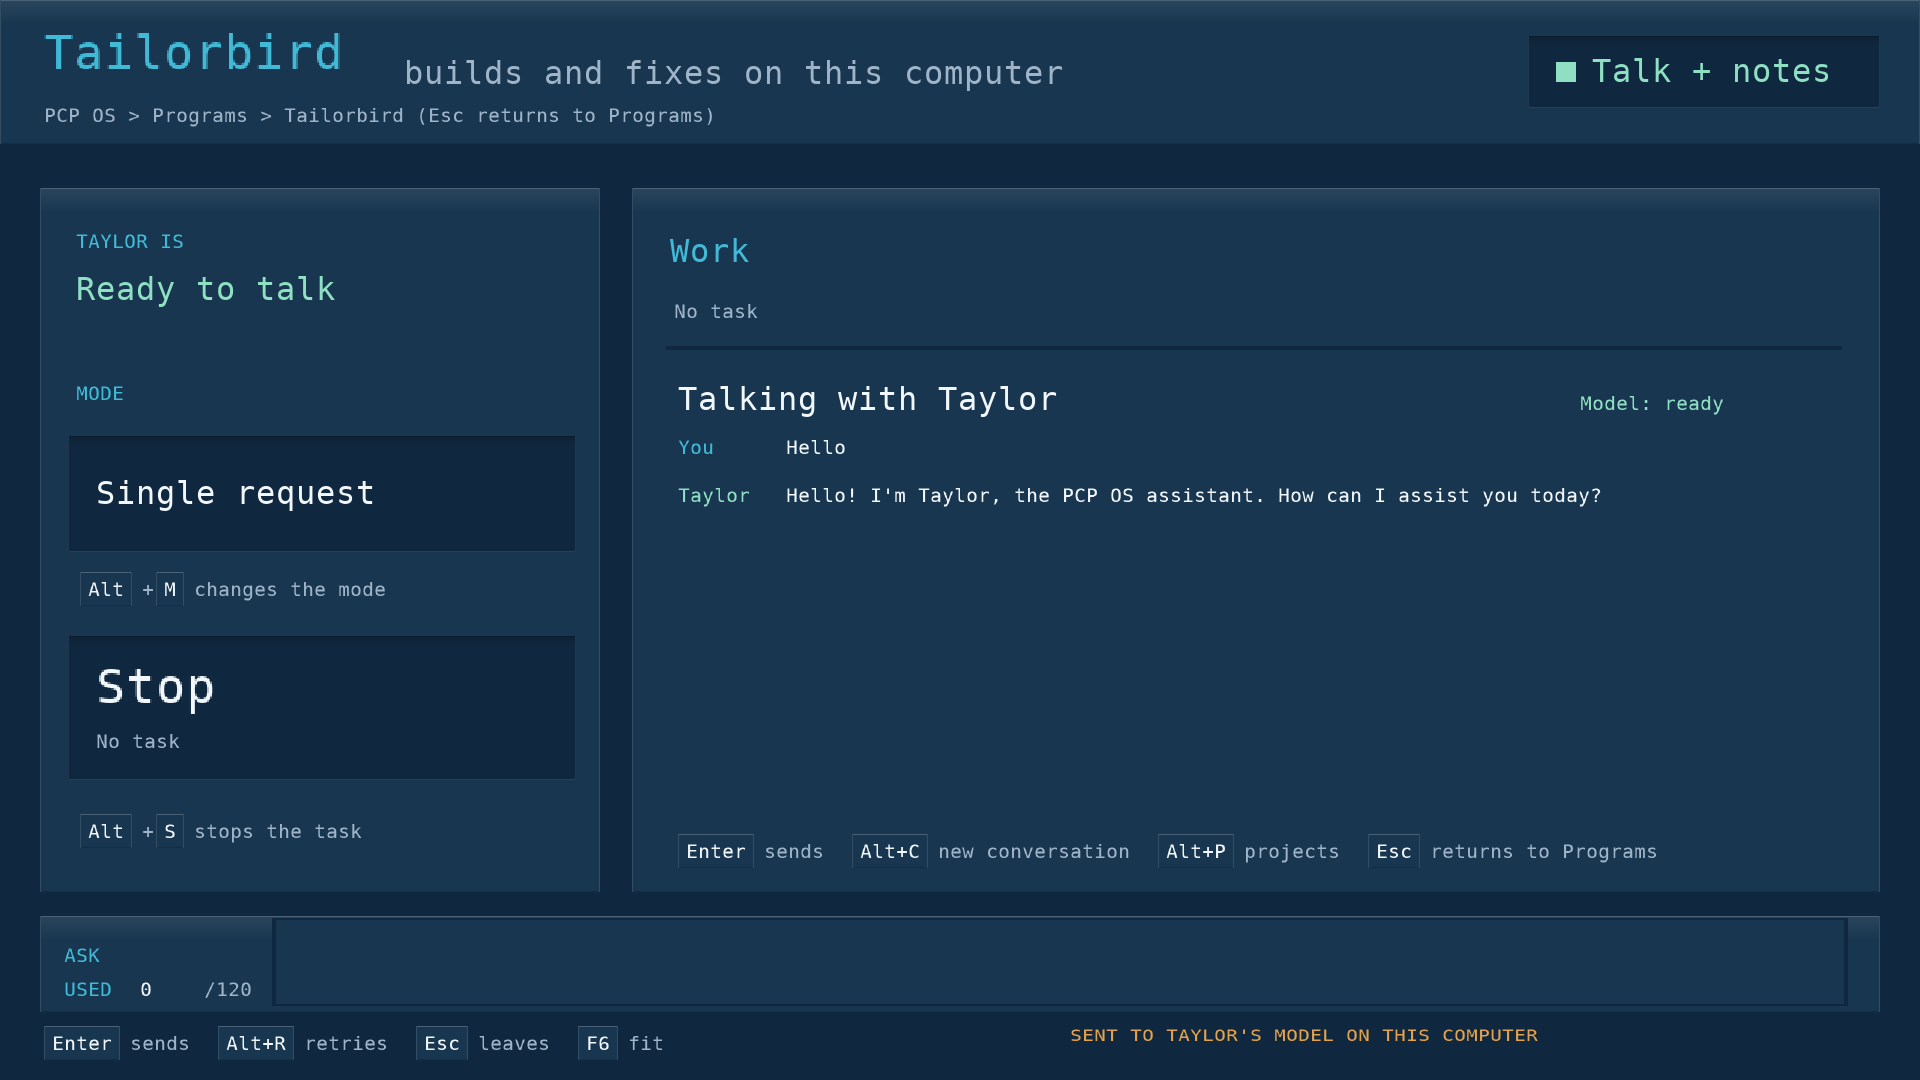 Tailorbird builds and fixes on this computer
Talk + notes
PCP OS > Programs > Tailorbird (Esc returns to Programs)
TAYLOR IS
Ready to talk
MODE
Single request
Alt + M changes the mode
Stop
No task
Alt + S stops the task
Work
No task
Talking with Taylor
Model: ready
You Hello
Taylor Hello! I'm Taylor, the PCP OS assistant. How can I assist you today?
Enter sends Alt+C new conversation Alt+P projects Esc returns to Programs
ASK
USED 0 /120
Enter sends Alt+R retries Esc leaves F6 fit
SENT TO TAYLOR'S MODEL ON THIS COMPUTER